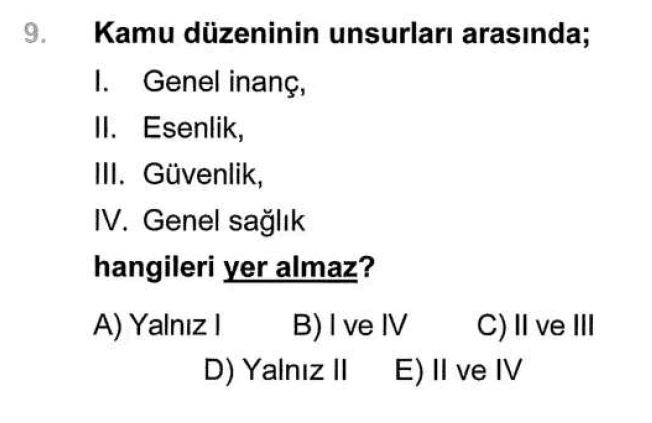 9. Kamu düzeninin unsurları arasında;
I. Genel inanç,
II. Esenlik,
III. Güvenlik,
IV. Genel sağlık
hangileri yer almaz?
A) Yalnız I B) I ve IV C) II ve III
D) Yalnız II E) II ve IV